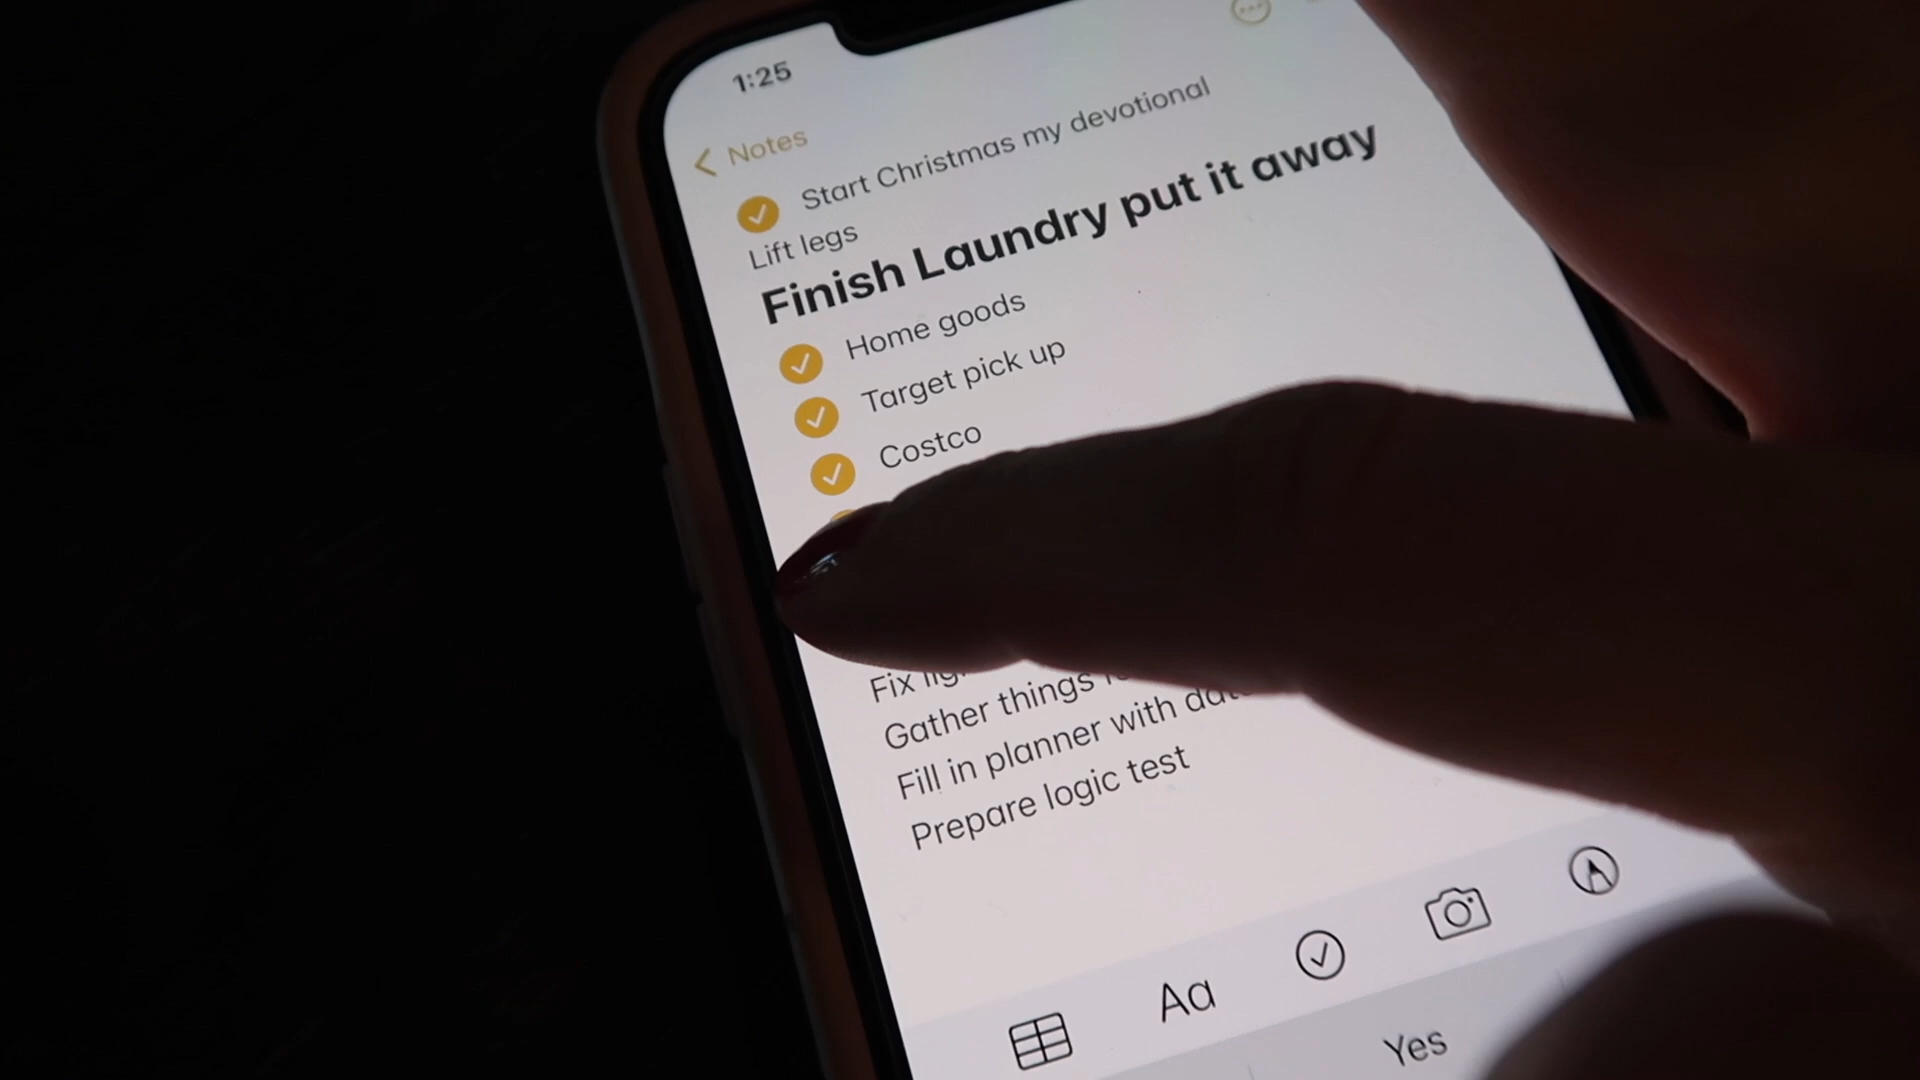 1:25
Notes
Start Christmas my devotional
Lift legs
Finish Laundry put it away
Home goods
Target pick up
Costco
Fix
Gather things
Fill in planner with
Prepare logic test
Aa
Yes